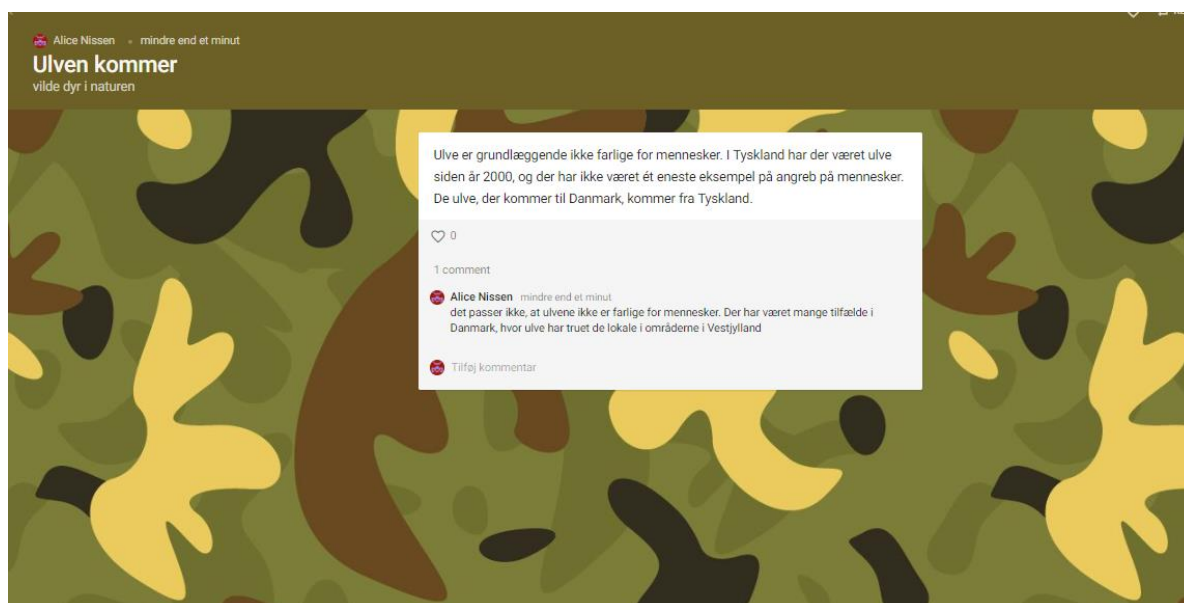 Alice Nissen • mindre end et minut
Ulven kommer
vilde dyr i naturen
Ulve er grundlæggende ikke farlige for mennesker. I Tyskland har der været ulve
siden år 2000, og der har ikke været ét eneste eksempel på angreb på mennesker.
De ulve, der kommer til Danmark, kommer fra Tyskland.
0
1 comment
Alice Nissen mindre end et minut
det passer ikke, at ulvene ikke er farlige for mennesker. Der har været mange tilfælde i
Danmark, hvor ulve har truet de lokale i områderne i Vestjylland
Tilføj kommentar